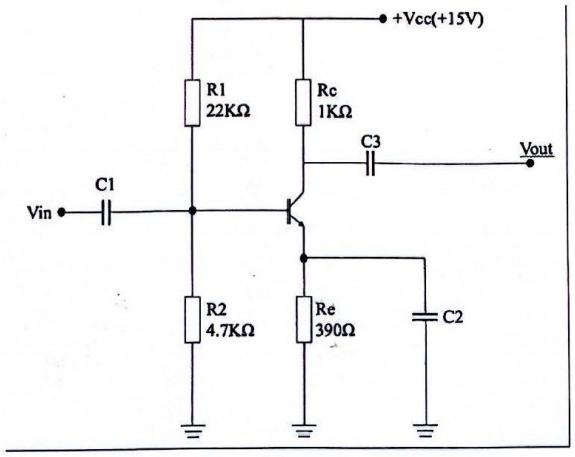 +Vcc(+15V)
R1
22KΩ
Rc
1KΩ
C3
Vout
C1
Vin
R2
4.7KΩ
Re
390Ω
C2